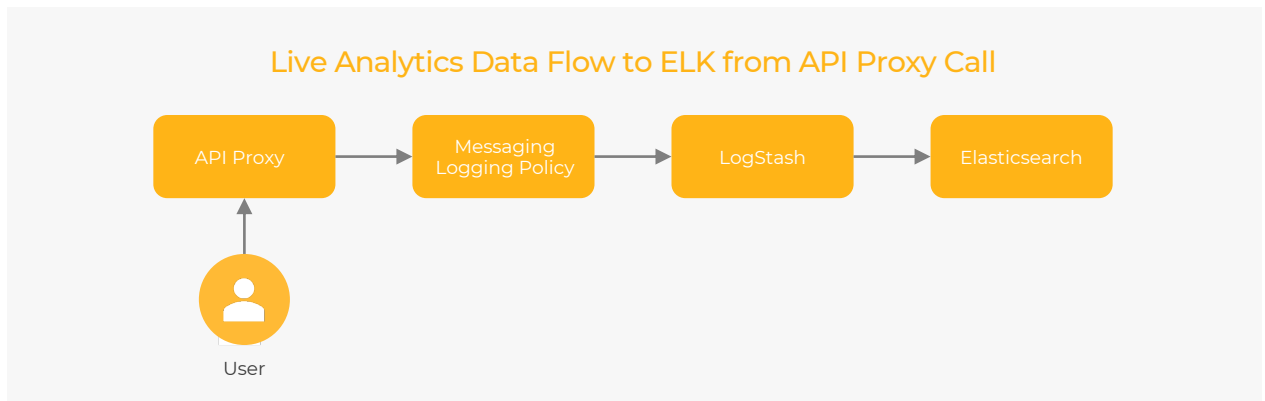 Live Analytics Data Flow to ELK from API Proxy Call
API Proxy
Messaging
Logging Policy
LogStash
Elasticsearch
User